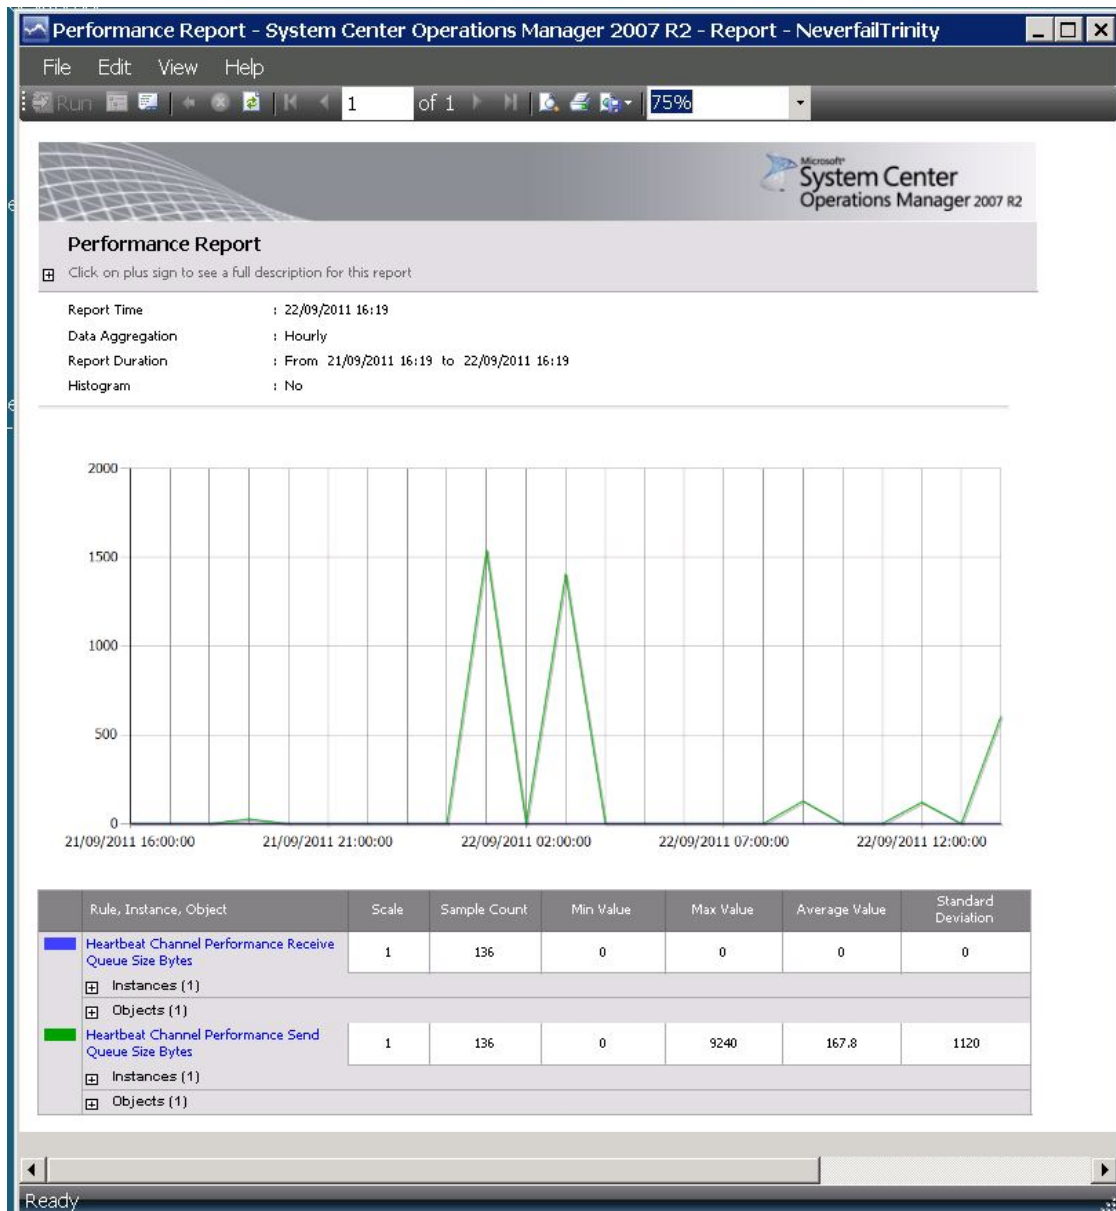 Performance Report - System Center Operations Manager 2007 R2 - Report - NeverfailTrinity
File Edit View Help
Run 1 of 1 75%
Microsoft®
System Center
Operations Manager 2007 R2
Performance Report
Click on plus sign to see a full description for this report
Report Time : 22/09/2011 16:19
Data Aggregation : Hourly
Report Duration : From 21/09/2011 16:19 to 22/09/2011 16:19
Histogram : No
2000
1500
1000
500
0
21/09/2011 16:00:00 21/09/2011 21:00:00 22/09/2011 02:00:00 22/09/2011 07:00:00 22/09/2011 12:00:00
Rule, Instance, Object Scale Sample Count Min Value Max Value Average Value Standard Deviation
Heartbeat Channel Performance Receive
Queue Size Bytes 1 136 0 0 0 0
Instances (1)
Objects (1)
Heartbeat Channel Performance Send
Queue Size Bytes 1 136 0 9240 167.8 1120
Instances (1)
Objects (1)
Ready